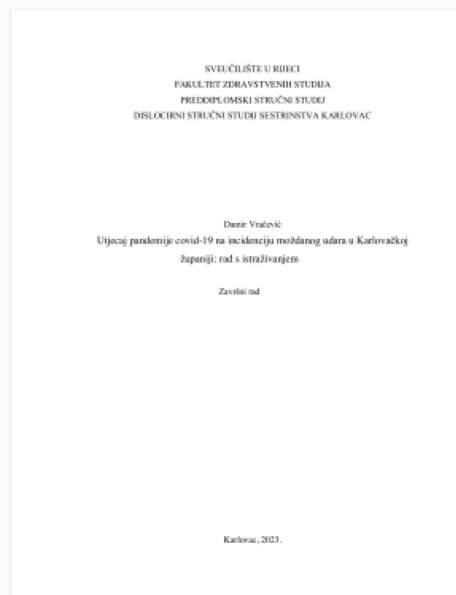 SVEUČILIŠTE U RIJECI
FAKULTET ZDRAVSTVENIH STUDIJA
PREDDIPLOMSKI STRUČNI STUDIJ
DISLOCIRNI STRUČNI STUDIJ SESTRINSTVA KARLOVAC
Damir Vračević
Utjecaj pandemije covid-19 na incidenciju moždanog udara u Karlovačkoj
županiji: rad s istraživanjem
Završni rad
Karlovac, 2023.